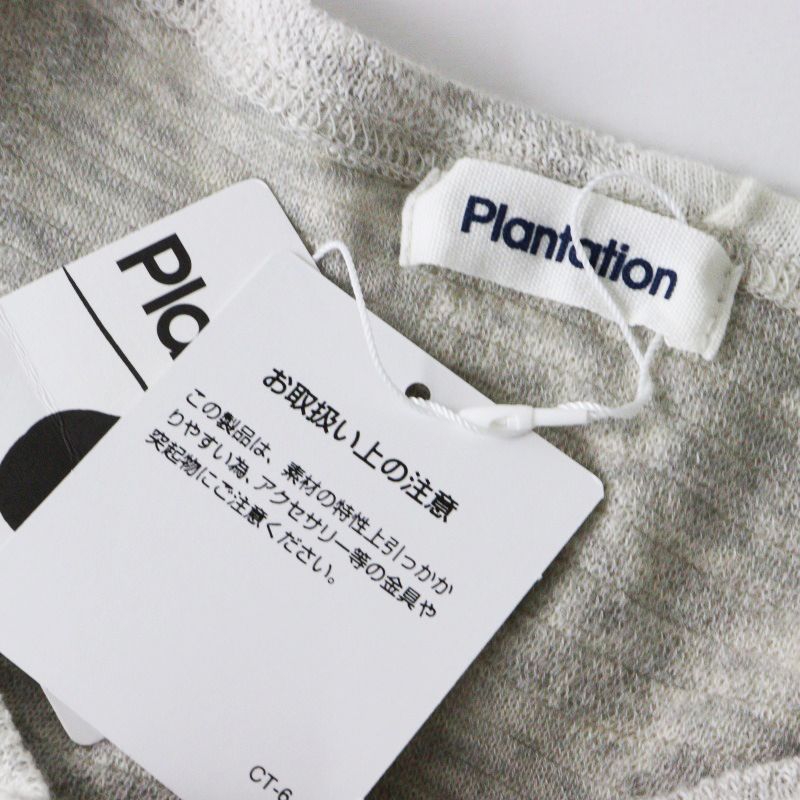 Plantation
Pla
お取扱い上の注意
この製品は、素材の特性上引っかか
りやすい為、アクセサリー等の金具や
突起物にご注意ください。
CT-6